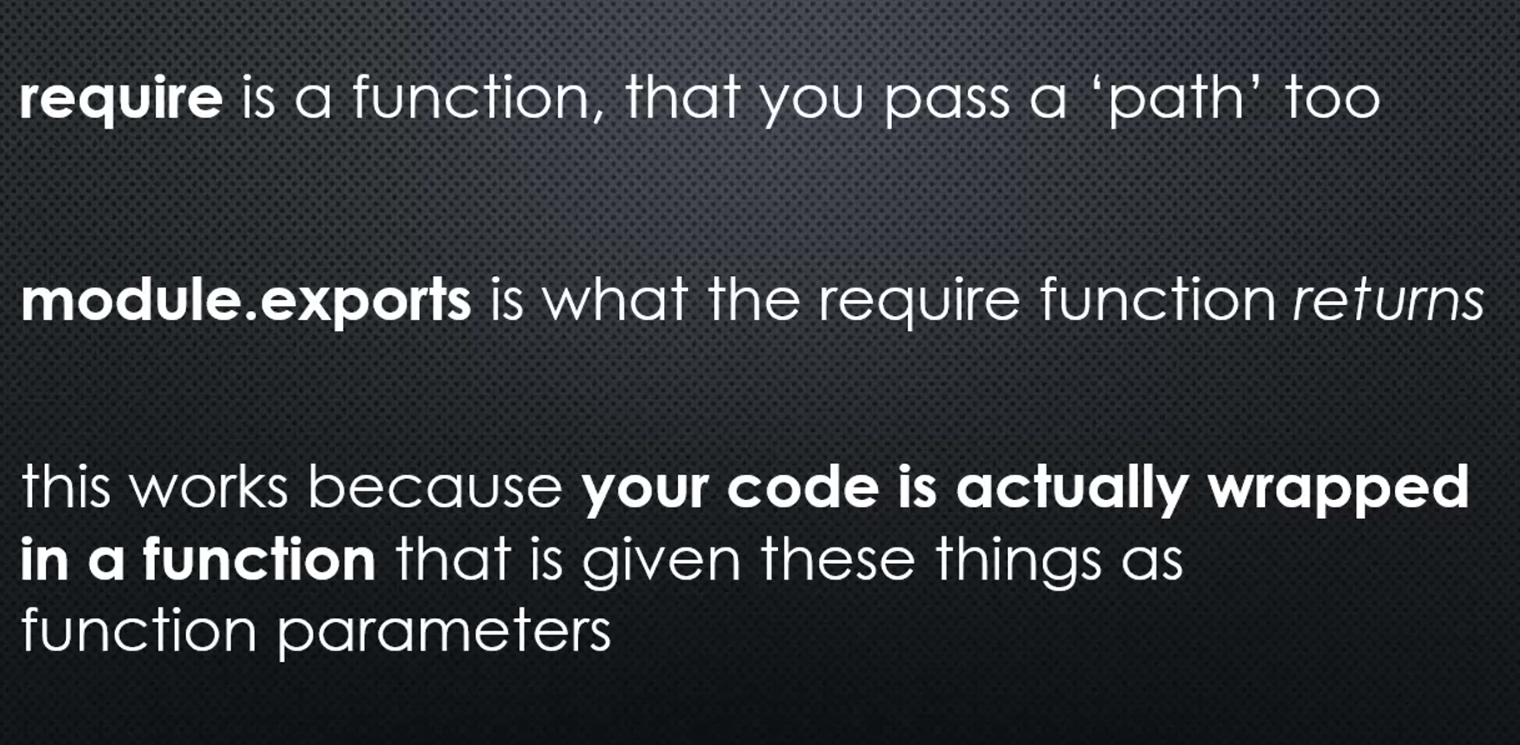 require is a function, that you pass a ‘path’ too
module.exports is what the require function returns
this works because your code is actually wrapped
in a function that is given these things as
function parameters